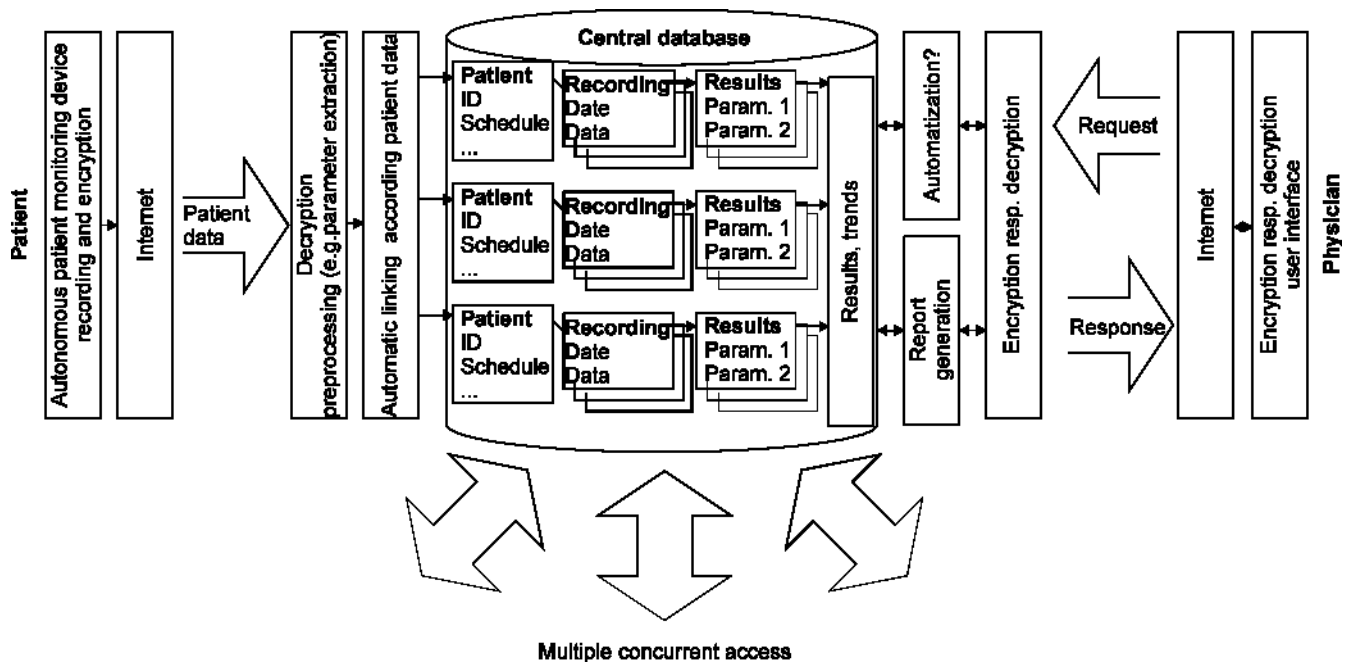 Patient
Autonomous patient monitoring device
recording and encryption
Internet
Patient
data
Decryption
preprocessing (e.g.parameter extraction)
Automatic linking according patient data
Central database
Patient
ID
Schedule
...
Recording
Date
Data
Results
Param. 1
Param. 2
Patient
ID
Schedule
...
Recording
Date
Data
Results
Param. 1
Param. 2
Patient
ID
Schedule
...
Recording
Date
Data
Results
Param. 1
Param. 2
Results, trends
Automatization?
Report
generation
Encryption resp. decryption
Request
Response
Internet
Encryption resp. decryption
user interface
Physician
Multiple concurrent access